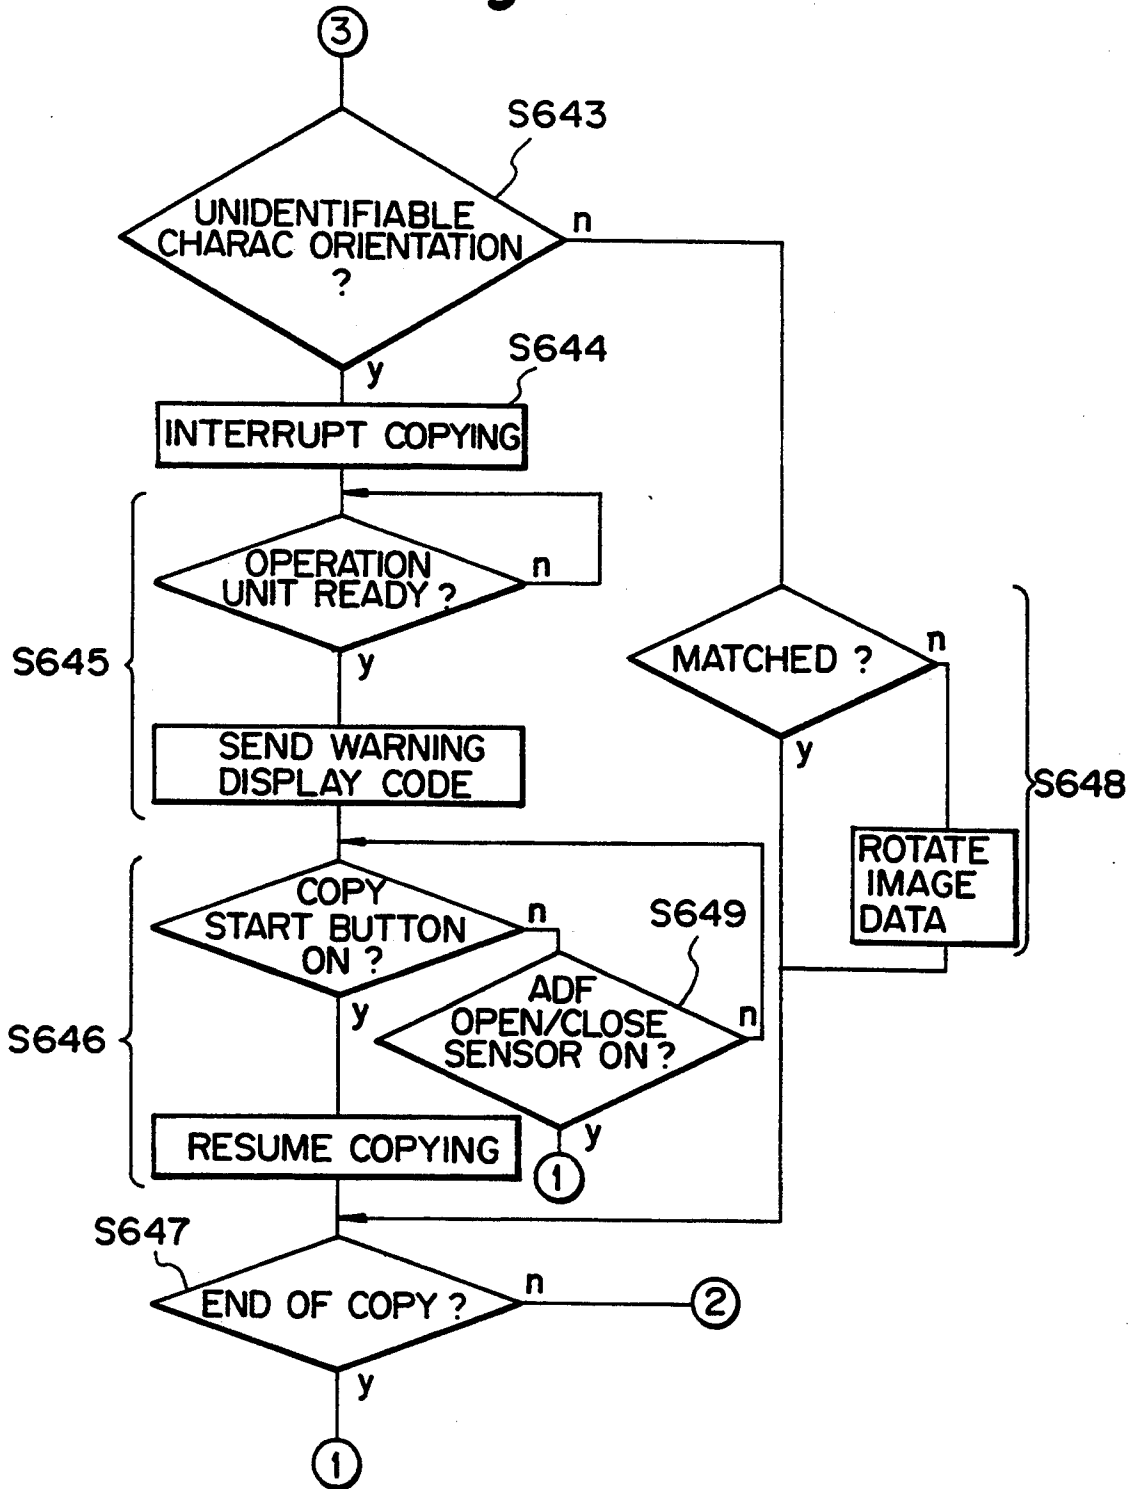 3
S643
UNIDENTIFIABLE
CHARAC ORIENTATION
?
n
y
S644
INTERRUPT COPYING
OPERATION
UNIT READY ?
n
y
S645
SEND WARNING
DISPLAY CODE
MATCHED ?
n
y
S648
ROTATE
IMAGE
DATA
COPY
START BUTTON
ON ?
n
y
S649
ADF
OPEN/CLOSE
SENSOR ON ?
n
y
1
S646
RESUME COPYING
S647
END OF COPY ?
n
2
y
1